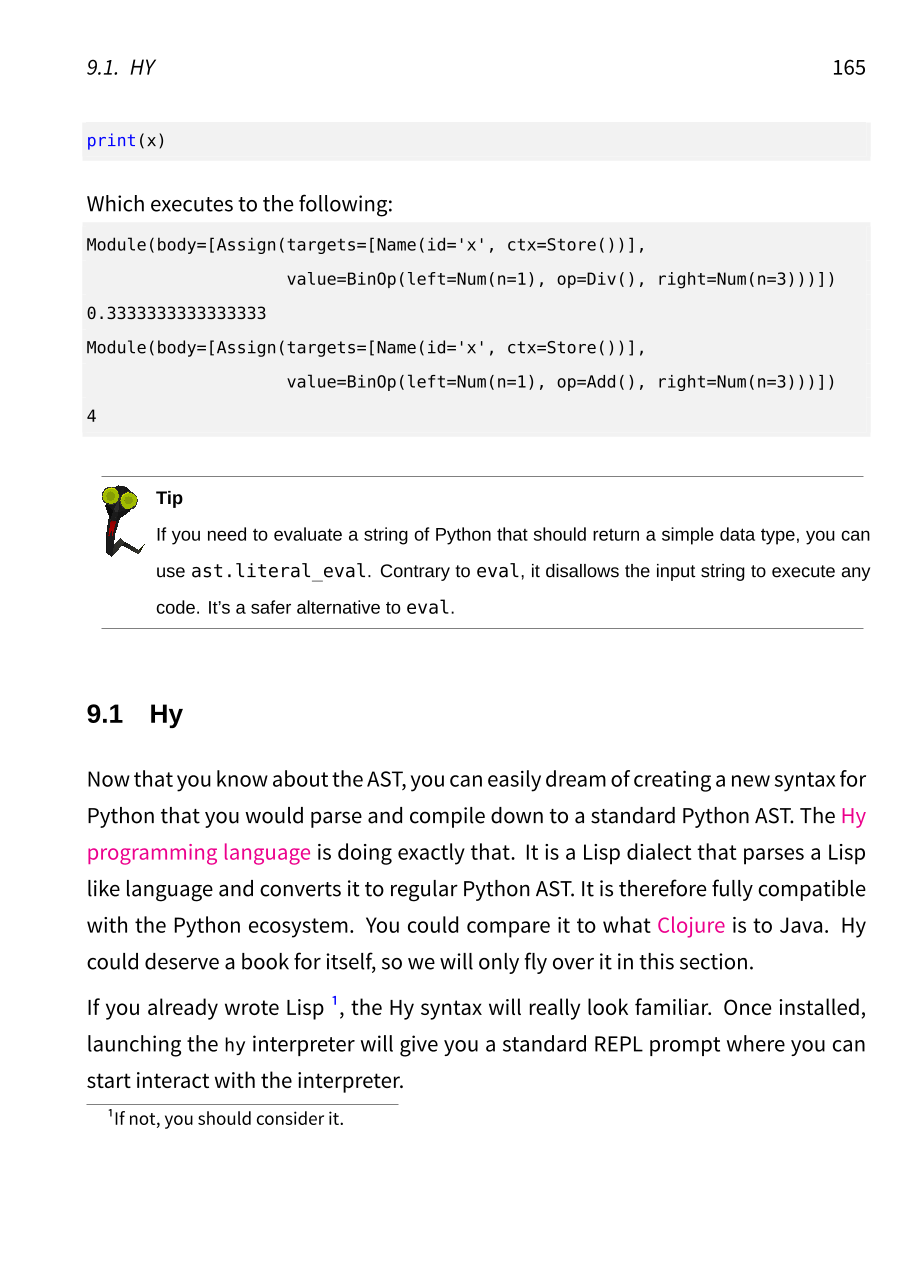 9.1. HY 165
print(x)
Which executes to the following:
Module(body=[Assign(targets=[Name(id='x', ctx=Store())],
                    value=BinOp(left=Num(n=1), op=Div(), right=Num(n=3)))])
0.3333333333333333
Module(body=[Assign(targets=[Name(id='x', ctx=Store())],
                    value=BinOp(left=Num(n=1), op=Add(), right=Num(n=3)))])
4
Tip
If you need to evaluate a string of Python that should return a simple data type, you can
use ast.literal_eval. Contrary to eval, it disallows the input string to execute any
code. It's a safer alternative to eval.
9.1 Hy
Now that you know about the AST, you can easily dream of creating a new syntax for
Python that you would parse and compile down to a standard Python AST. The Hy
programming language is doing exactly that. It is a Lisp dialect that parses a Lisp
like language and converts it to regular Python AST. It is therefore fully compatible
with the Python ecosystem. You could compare it to what Clojure is to Java. Hy
could deserve a book for itself, so we will only fly over it in this section.
If you already wrote Lisp ¹, the Hy syntax will really look familiar. Once installed,
launching the hy interpreter will give you a standard REPL prompt where you can
start interact with the interpreter.
¹If not, you should consider it.